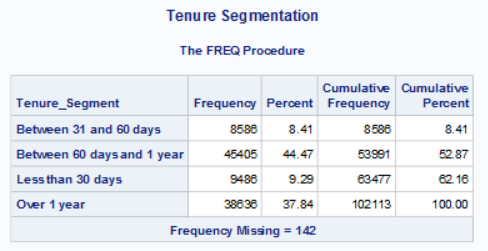 Tenure Segmentation
The FREQ Procedure
Tenure_Segment Frequency Percent Cumulative Frequency Cumulative Percent
Between 31 and 60 days 8586 8.41 8586 8.41
Between 60 days and 1 year 45405 44.47 53991 52.87
Less than 30 days 9486 9.29 63477 62.16
Over 1 year 38636 37.84 102113 100.00
Frequency Missing = 142